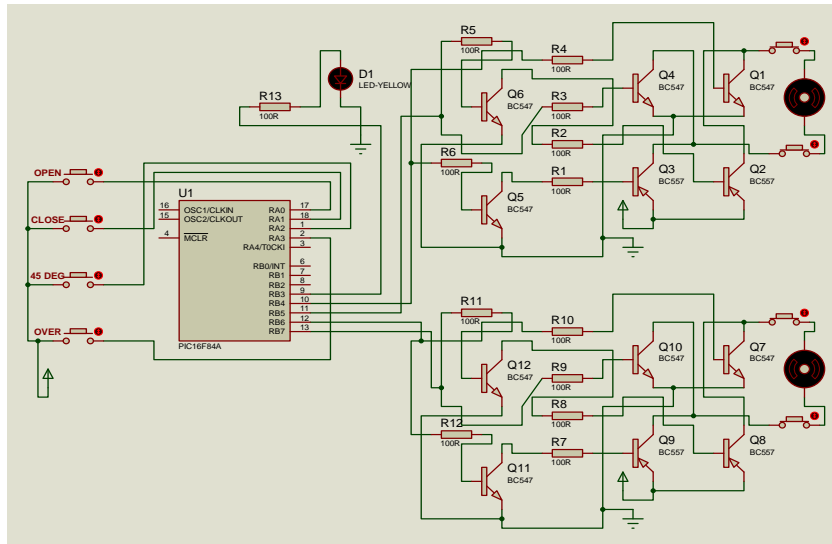 R13
100R
D1
LED-YELLOW
R5
100R
R4
100R
Q6
BC547
R3
100R
Q4
BC547
Q1
BC547
R2
100R
R6
100R
R1
100R
Q5
BC547
Q3
BC557
Q2
BC557
OPEN
CLOSE
45 DEG
OVER
U1
16 OSC1/CLKIN RA0 17
15 OSC2/CLKOUT RA1 18
RA2 1
4 MCLR RA3 2
RA4/T0CKI 3
RB0/INT 6
RB1 7
RB2 8
RB3 9
RB4 10
RB5 11
RB6 12
RB7 13
PIC16F84A
R11
100R
R10
100R
Q12
BC547
R9
100R
Q10
BC547
Q7
BC547
R8
100R
R12
100R
R7
100R
Q11
BC547
Q9
BC557
Q8
BC557